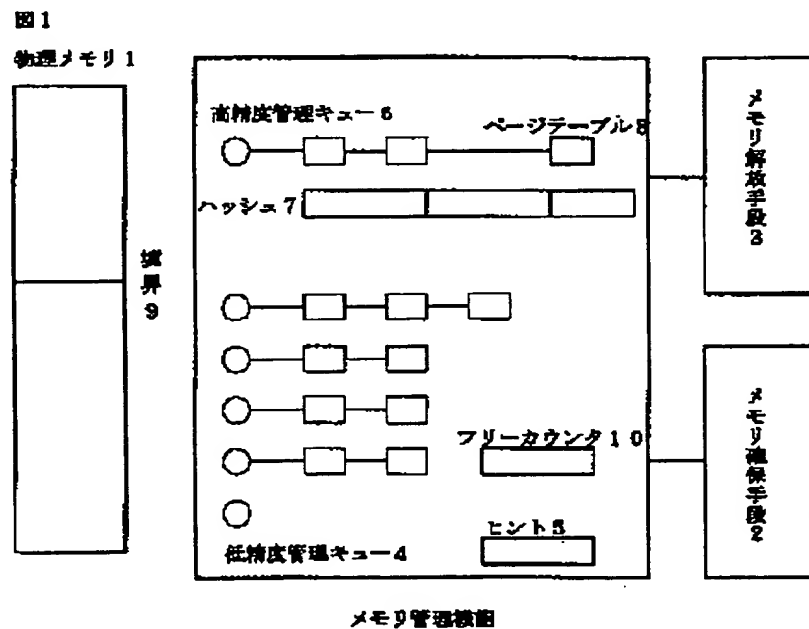 図1
物理メモリ1
高精度管理キュー6
ページテーブル8
ハッシュ7
境界9
フリーカウンタ10
ヒント5
低精度管理キュー4
メモリ解放手段3
メモリ確保手段2
メモリ管理機能